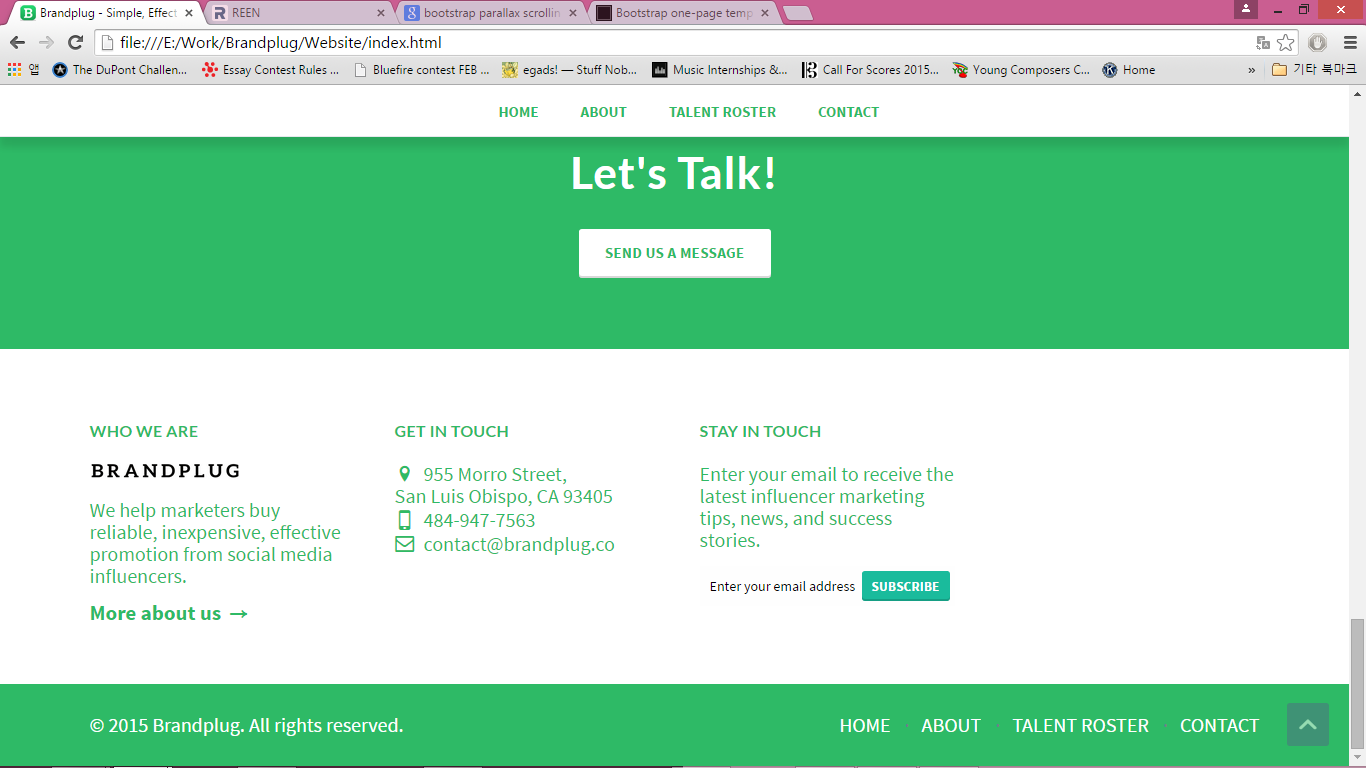 Brandplug - Simple, Effect
REEN
bootstrap parallax scrollin
Bootstrap one-page temp
file:///E:/Work/Brandplug/Website/index.html
앱
The DuPont Challen...
Essay Contest Rules ...
Bluefire contest FEB ...
egads! — Stuff Nob...
Music Internships &...
Call For Scores 2015...
Young Composers C...
Home
»
기타 북마크
HOME ABOUT TALENT ROSTER CONTACT
Let's Talk!
SEND US A MESSAGE
WHO WE ARE
BRANDPLUG
We help marketers buy
reliable, inexpensive, effective
promotion from social media
influencers.
More about us →
GET IN TOUCH
955 Morro Street,
San Luis Obispo, CA 93405
484-947-7563
contact@brandplug.co
STAY IN TOUCH
Enter your email to receive the
latest influencer marketing
tips, news, and success
stories.
Enter your email address SUBSCRIBE
© 2015 Brandplug. All rights reserved.
HOME · ABOUT · TALENT ROSTER · CONTACT